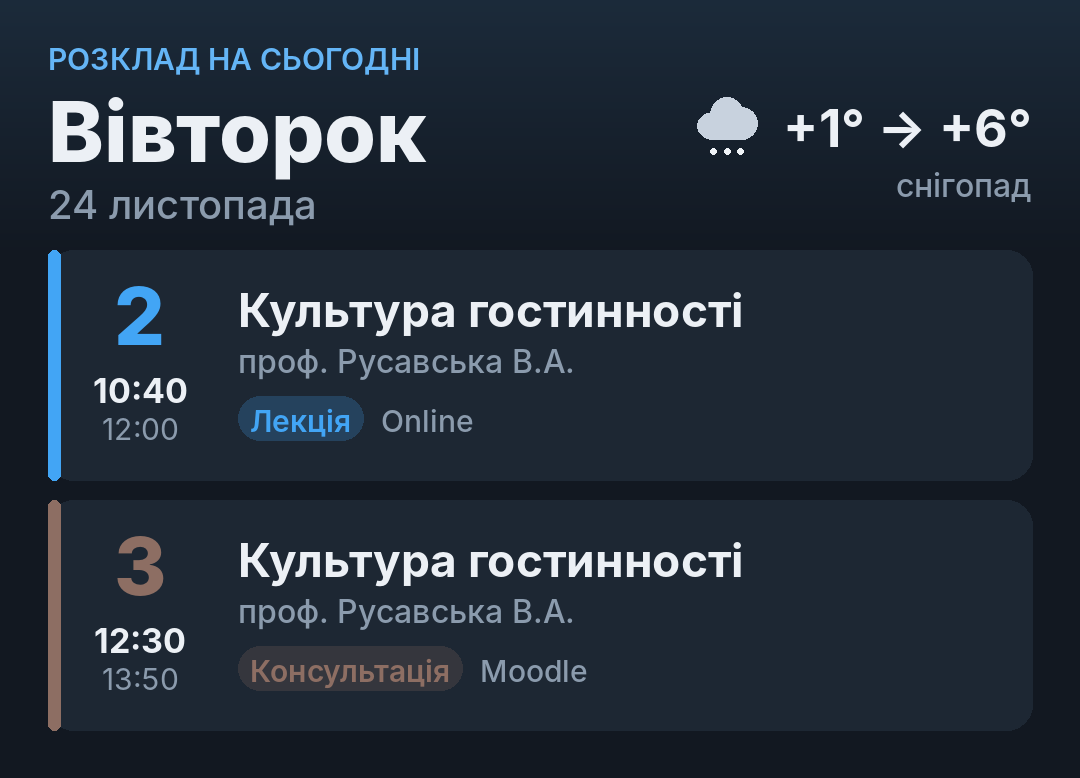 РОЗКЛАД НА СЬОГОДНІ
Вівторок
24 листопада
+1° → +6°
снігопад
2
10:40
12:00
Культура гостинності
проф. Русавська В.А.
Лекція Online
3
12:30
13:50
Культура гостинності
проф. Русавська В.А.
Консультація Moodle